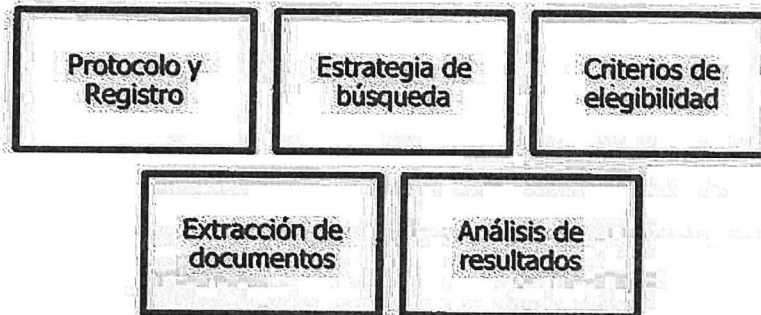 Protocolo y
Registro
Estrategia de
búsqueda
Criterios de
elegibilidad
Extracción de
documentos
Análisis de
resultados